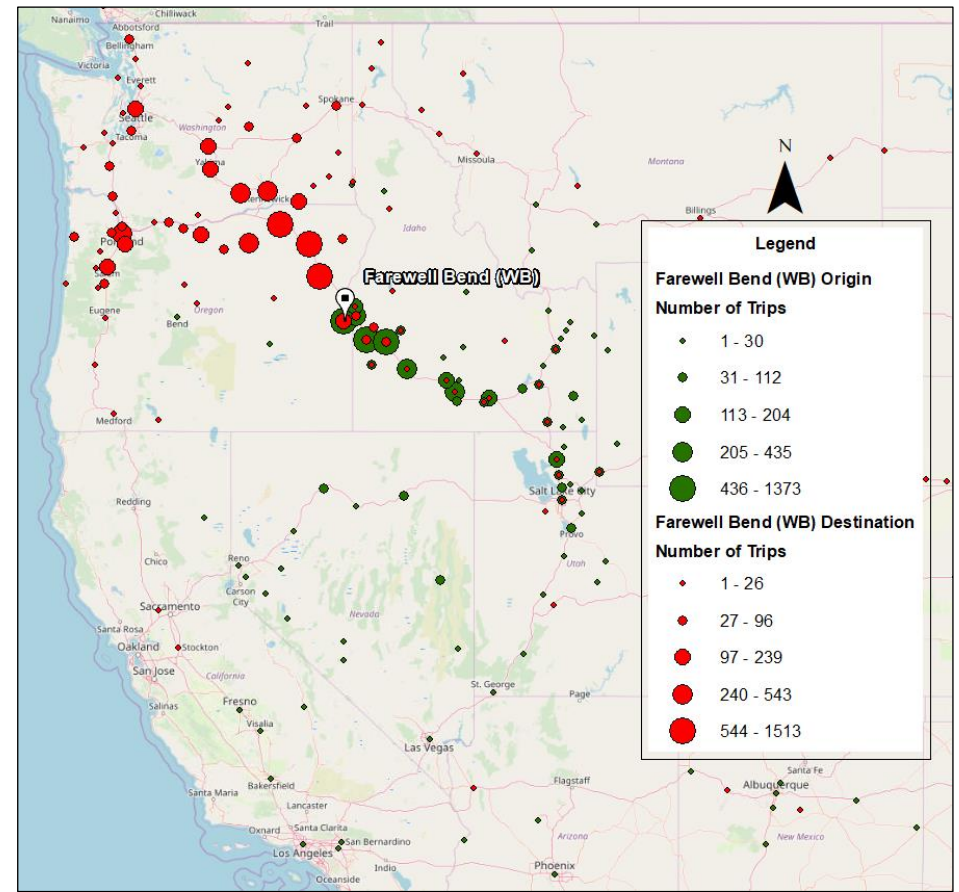 Nanaimo
Chilliwack
Abbotsford
Trail
Bellingham
Victoria
Everett
Spokane
Seattle
Washington
Tacoma
Missoula
Montana
Yakima
N
Billings
Idaho
Portland
Legend
Salem
Farewell Bend (WB)
Farewell Bend (WB) Origin
Number of Trips
Eugene
Oregon
Bend
1 - 30
31 - 112
113 - 204
Medford
205 - 435
436 - 1373
Salt Lake City
Redding
Farewell Bend (WB) Destination
Provo
Number of Trips
Chico
Reno
Utah
Carson
City
1 - 26
Sacramento
Nevada
27 - 96
Santa Rosa
Oakland
Stockton
97 - 239
San Jose
California
St. George
Page
240 - 543
Salinas
Fresno
Visalia
544 - 1513
Las Vegas
Santa Fe
Flagstaff
Albuquerque
Bakersfield
Santa Maria
Lancaster
Oxnard
Santa Clarita
Arizona
New Mexico
San Bernardino
Los Angeles
Indio
Phoenix
Oceanside